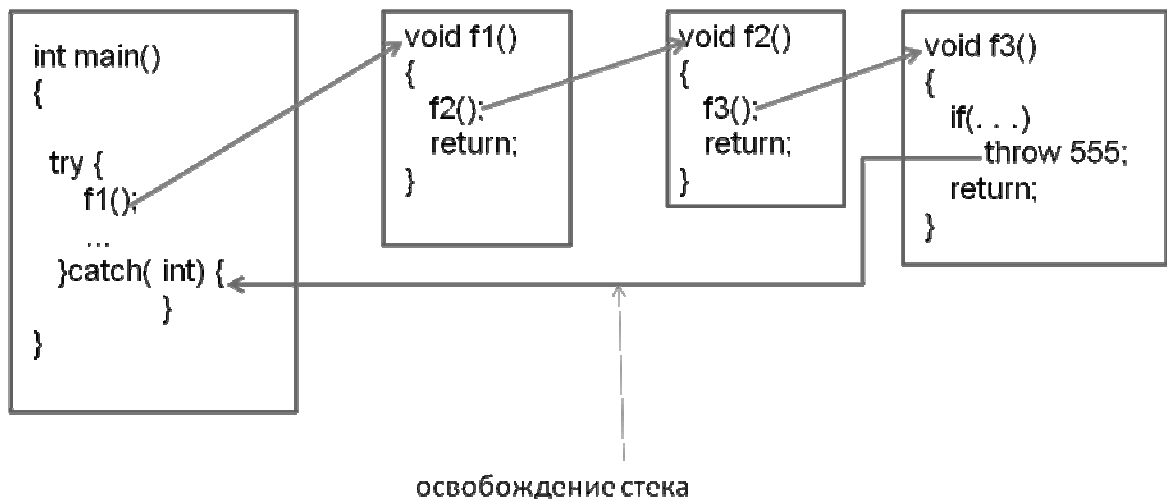 int main()
{
try {
f1();
...
}catch( int) {
}
}
void f1()
{
f2();
return;
}
void f2()
{
f3();
return;
}
void f3()
{
if(. . .)
throw 555;
return;
}
освобождение стека